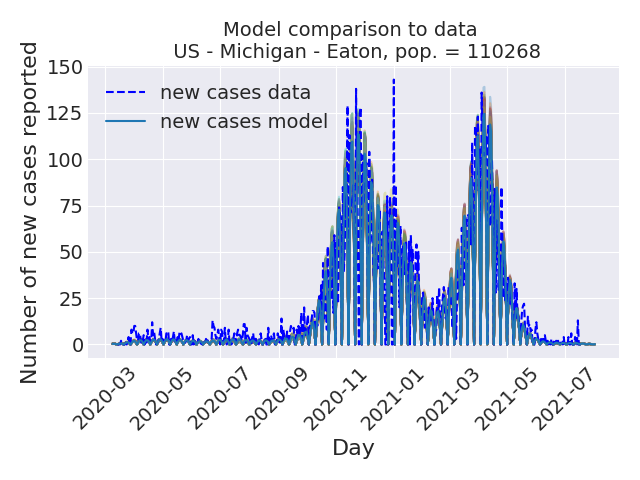 Model comparison to data
US - Michigan - Eaton, pop. = 110268
Number of new cases reported
150
125
100
75
50
25
0
new cases data
new cases model
2020-03
2020-05
2020-07
2020-09
2020-11
2021-01
2021-03
2021-05
2021-07
Day